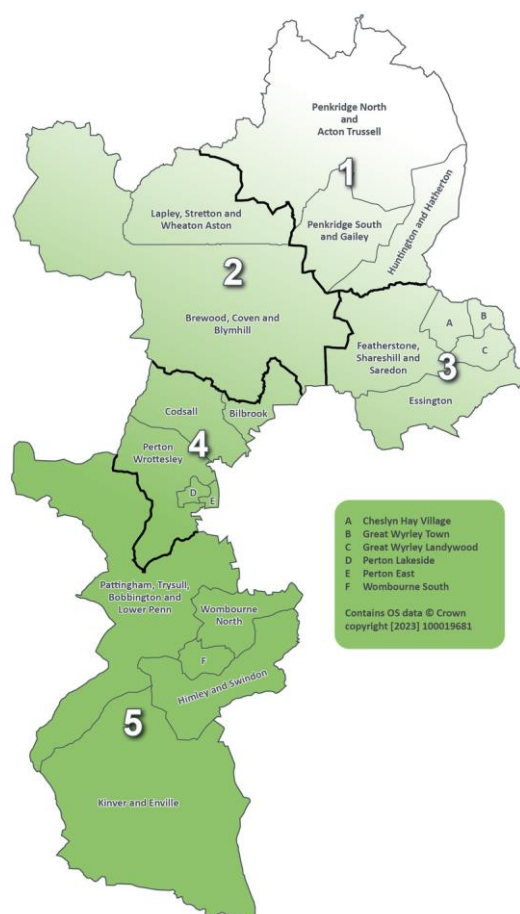 Penkridge North
and
Acton Trussell
1
Huntington and Hatherton
Lapley, Stretton and
Wheaton Aston
Penkridge South
and Gailey
2
Brewood, Coven and
Blymhill
A
B
C
Featherstone,
Shareshill and
Saredon
3
Essington
Codsall
Bilbrook
4
Perton
Wrottesley
D
E
Pattingham, Trysull,
Bobbington and
Lower Penn
Wombourne
North
F
Himley and Swindon
5
Kinver and Enville
A Cheslyn Hay Village
B Great Wyrley Town
C Great Wyrley Landywood
D Perton Lakeside
E Perton East
F Wombourne South
Contains OS data © Crown
copyright [2023] 100019681